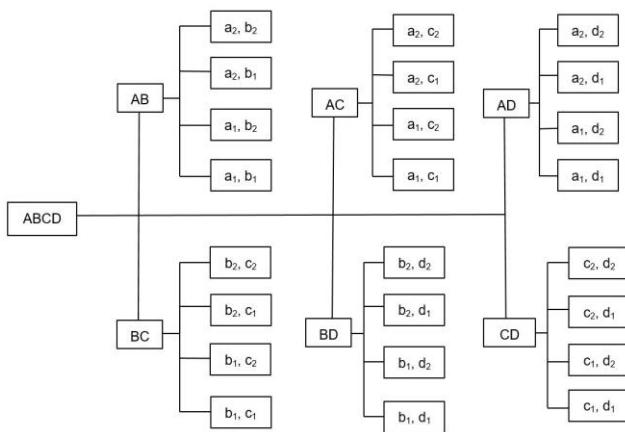 a₂, b₂
a₂, b₁
AB
a₁, b₂
a₁, b₁
a₂, c₂
a₂, c₁
AC
a₁, c₂
a₁, c₁
a₂, d₂
a₂, d₁
AD
a₁, d₂
a₁, d₁
ABCD
b₂, c₂
b₂, c₁
BC
b₁, c₂
b₁, c₁
b₂, d₂
b₂, d₁
BD
b₁, d₂
b₁, d₁
c₂, d₂
c₂, d₁
CD
c₁, d₂
c₁, d₁